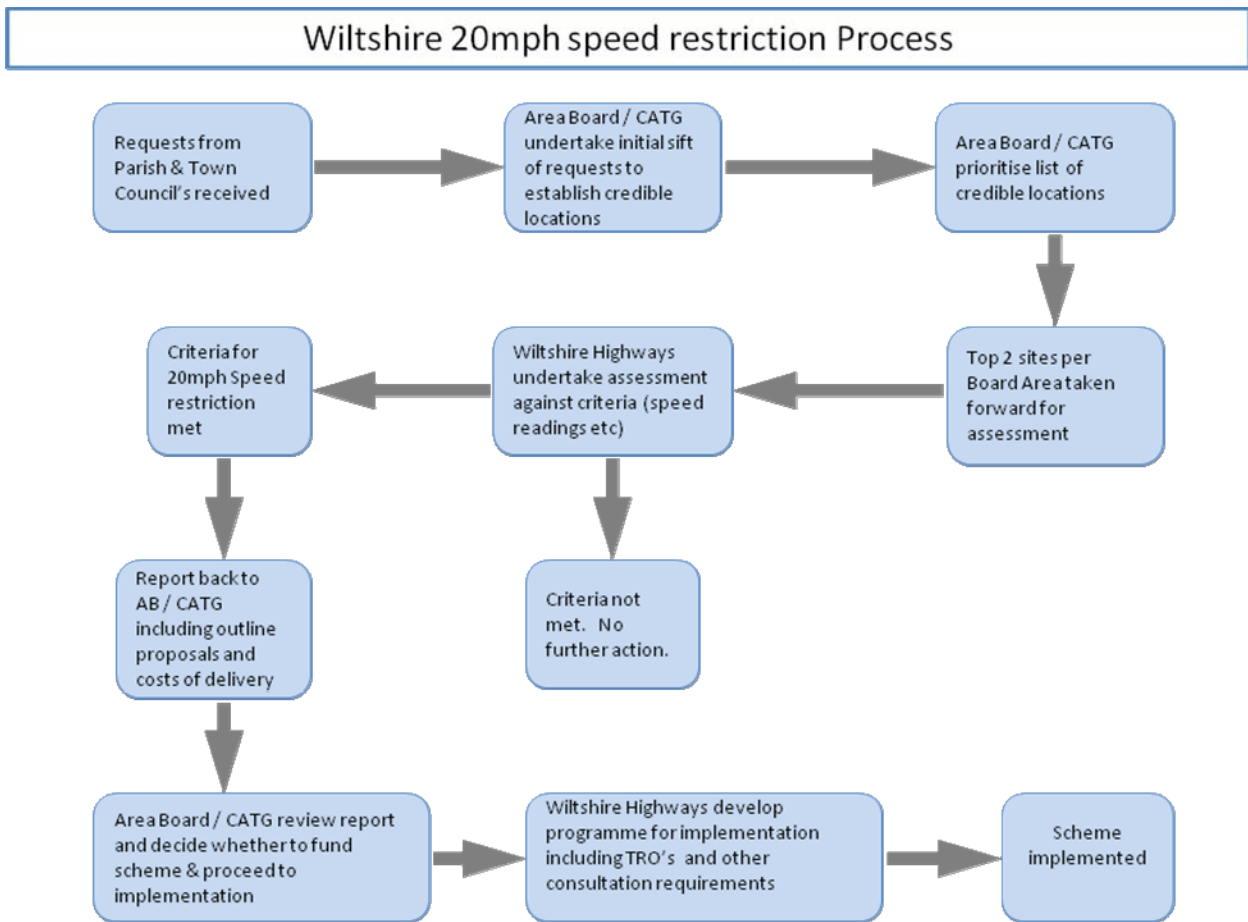 Wiltshire 20mph speed restriction Process
Requests from
Parish & Town
Council's received
Area Board / CATG
undertake initial sift
of requests to
establish credible
locations
Area Board / CATG
prioritise list of
credible locations
Top 2 sites per
Board Area taken
forward for
assessment
Wiltshire Highways
undertake assessment
against criteria (speed
readings etc)
Criteria for
20mph Speed
restriction
met
Criteria not
met. No
further action.
Report back to
AB / CATG
including outline
proposals and
costs of delivery
Area Board / CATG review report
and decide whether to fund
scheme & proceed to
implementation
Wiltshire Highways develop
programme for implementation
including TRO's and other
consultation requirements
Scheme
implemented